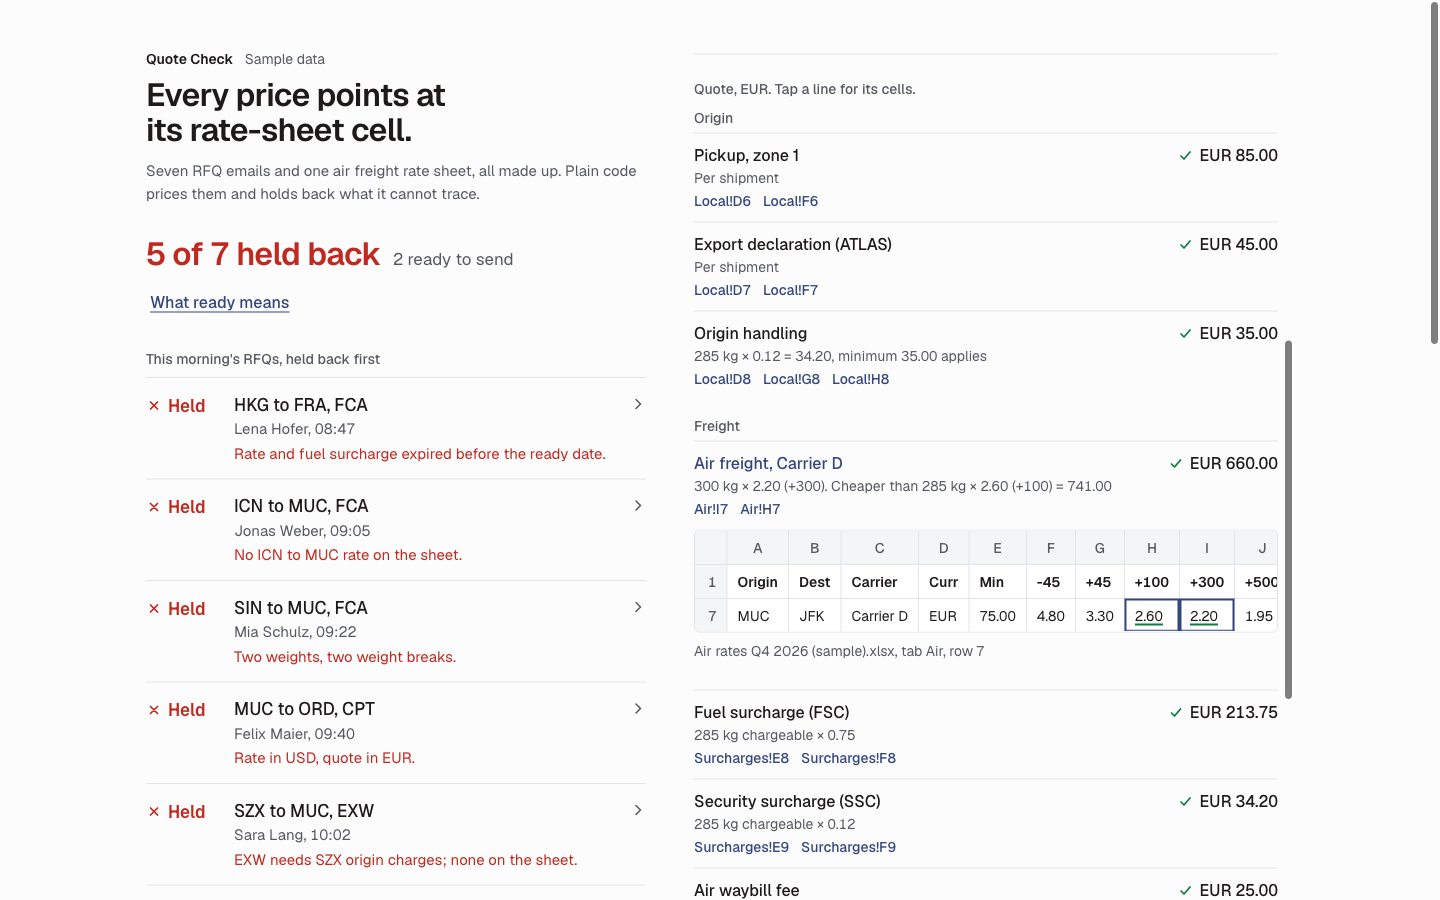 Quote Check Sample data
Every price points at
its rate-sheet cell.
Seven RFQ emails and one air freight rate sheet, all made up. Plain code
prices them and holds back what it cannot trace.
5 of 7 held back 2 ready to send
What ready means
This morning's RFQs, held back first
× Held HKG to FRA, FCA
Lena Hofer, 08:47
Rate and fuel surcharge expired before the ready date.
× Held ICN to MUC, FCA
Jonas Weber, 09:05
No ICN to MUC rate on the sheet.
× Held SIN to MUC, FCA
Mia Schulz, 09:22
Two weights, two weight breaks.
× Held MUC to ORD, CPT
Felix Maier, 09:40
Rate in USD, quote in EUR.
× Held SZX to MUC, EXW
Sara Lang, 10:02
EXW needs SZX origin charges; none on the sheet.
Quote, EUR. Tap a line for its cells.
Origin
Pickup, zone 1 ✓ EUR 85.00
Per shipment
Local!D6 Local!F6
Export declaration (ATLAS) ✓ EUR 45.00
Per shipment
Local!D7 Local!F7
Origin handling ✓ EUR 35.00
285 kg × 0.12 = 34.20, minimum 35.00 applies
Local!D8 Local!G8 Local!H8
Freight
Air freight, Carrier D ✓ EUR 660.00
300 kg × 2.20 (+300). Cheaper than 285 kg × 2.60 (+100) = 741.00
Air!I7 Air!H7
A B C D E F G H I J
1 Origin Dest Carrier Curr Min -45 +45 +100 +300 +500
7 MUC JFK Carrier D EUR 75.00 4.80 3.30 2.60 2.20 1.95
Air rates Q4 2026 (sample).xlsx, tab Air, row 7
Fuel surcharge (FSC) ✓ EUR 213.75
285 kg chargeable × 0.75
Surcharges!E8 Surcharges!F8
Security surcharge (SSC) ✓ EUR 34.20
285 kg chargeable × 0.12
Surcharges!E9 Surcharges!F9
Air waybill fee ✓ EUR 25.00